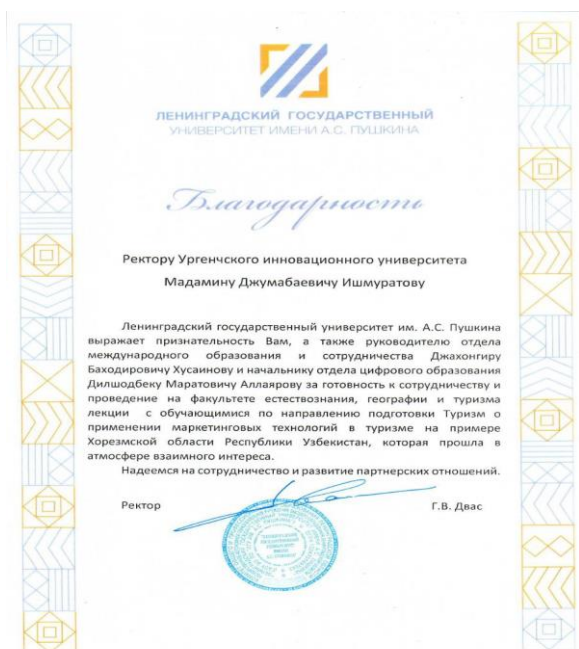 ЛЕНИНГРАДСКИЙ ГОСУДАРСТВЕННЫЙ
УНИВЕРСИТЕТ ИМЕНИ А.С. ПУШКИНА
Благодарность
Ректору Ургенчского инновационного университета
Мадамину Джумабаевичу Ишмуратову
Ленинградский государственный университет им. А.С. Пушкина
выражает признательность Вам, а также руководителю отдела
международного образования и сотрудничества Джахонгиру
Баходировичу Хусаинову и начальнику отдела цифрового образования
Дилшодбеку Маратовичу Аллаярову за готовность к сотрудничеству и
проведение на факультете естествознания, географии и туризма
лекции с обучающимися по направлению подготовки Туризм о
применении маркетинговых технологий в туризме на примере
Хорезмской области Республики Узбекистан, которая прошла в
атмосфере взаимного интереса.
Надеемся на сотрудничество и развитие партнерских отношений.
Ректор Г.В. Двас